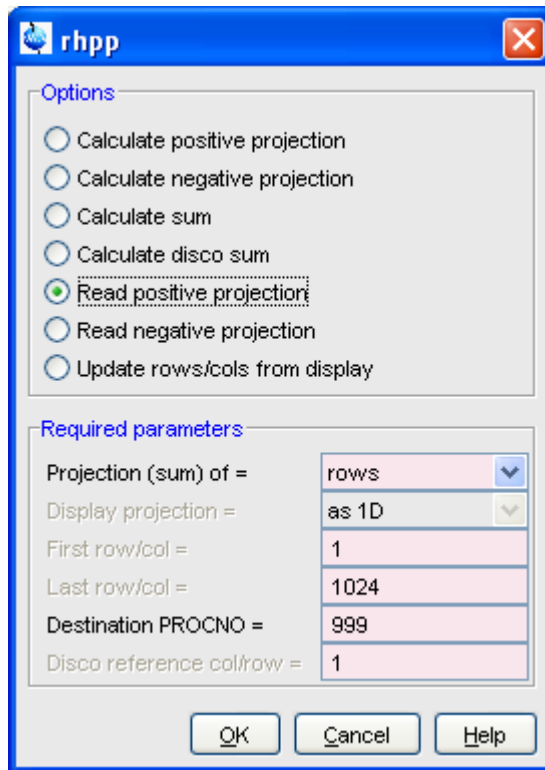 rhpp
Options
Calculate positive projection
Calculate negative projection
Calculate sum
Calculate disco sum
Read positive projection
Read negative projection
Update rows/cols from display
Required parameters
Projection (sum) of = rows
Display projection = as 1D
First row/col = 1
Last row/col = 1024
Destination PROCNO = 999
Disco reference col/row = 1
OK Cancel Help